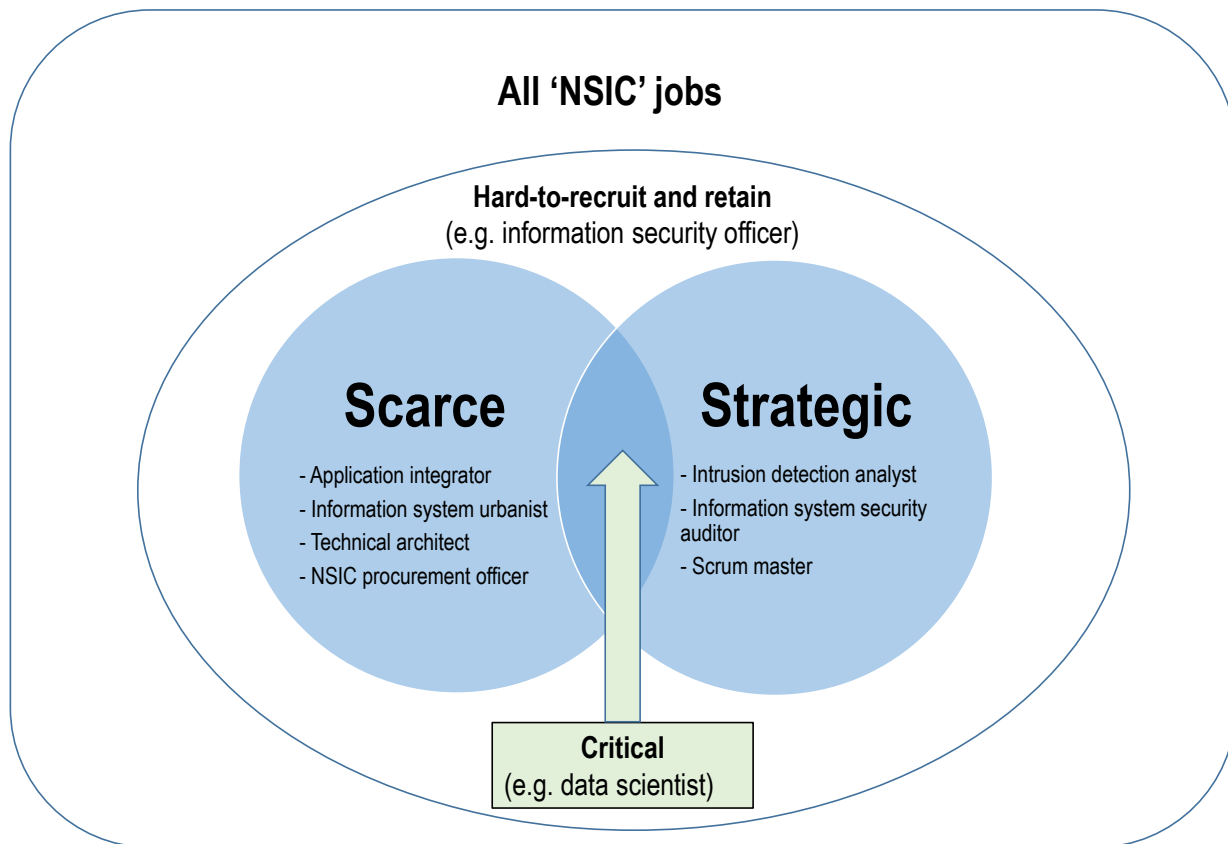 All ‘NSIC’ jobs
Hard-to-recruit and retain
(e.g. information security officer)
Scarce
- Application integrator
- Information system urbanist
- Technical architect
- NSIC procurement officer
Strategic
- Intrusion detection analyst
- Information system security
auditor
- Scrum master
Critical
(e.g. data scientist)